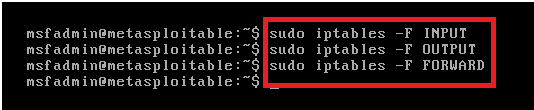 msfadmin@metasploitable:~$ sudo iptables -F INPUT
msfadmin@metasploitable:~$ sudo iptables -F OUTPUT
msfadmin@metasploitable:~$ sudo iptables -F FORWARD
msfadmin@metasploitable:~$ _